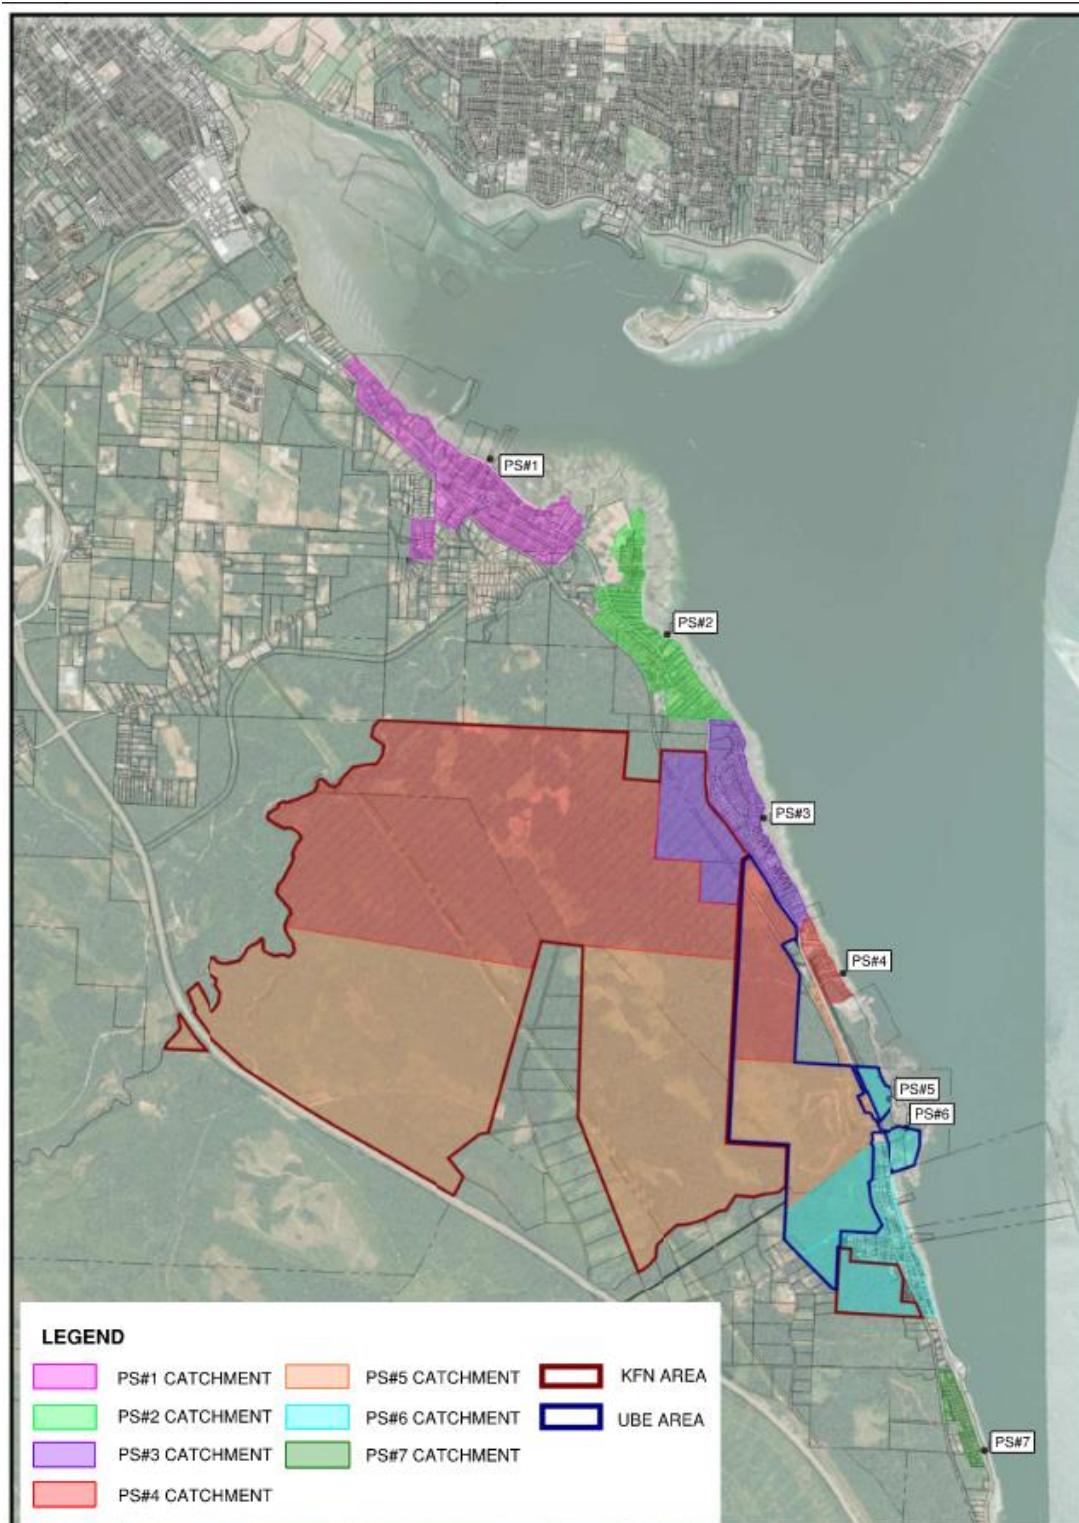 PS#1
PS#2
PS#3
PS#4
PS#5
PS#6
PS#7
LEGEND
PS#1 CATCHMENT
PS#2 CATCHMENT
PS#3 CATCHMENT
PS#4 CATCHMENT
PS#5 CATCHMENT
PS#6 CATCHMENT
PS#7 CATCHMENT
KFN AREA
UBE AREA